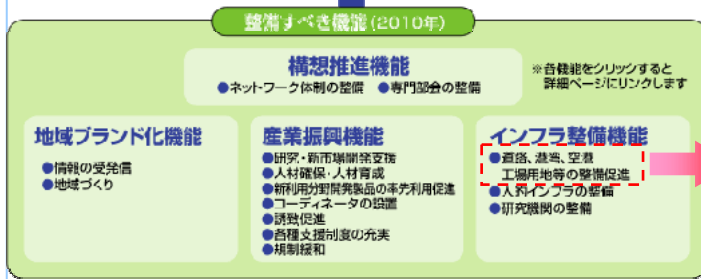 整備すべき機能(2010年)
構想推進機能
●ネットワーク体制の整備 ●専門部会の整備
※各機能をクリックすると
詳細ページにリンクします
地域ブランド化機能
●情報の受発信
●地域づくり
産業振興機能
●研究・新市場開発支援
●人材確保・人材育成
●新利用分野開発製品の率先利用促進
●コーディネータの設置
●誘致促進
●各種支援制度の充実
●規制緩和
インフラ整備機能
●道路、港湾、空港
工場用地等の整備促進
●人的インフラの整備
●研究機関の整備